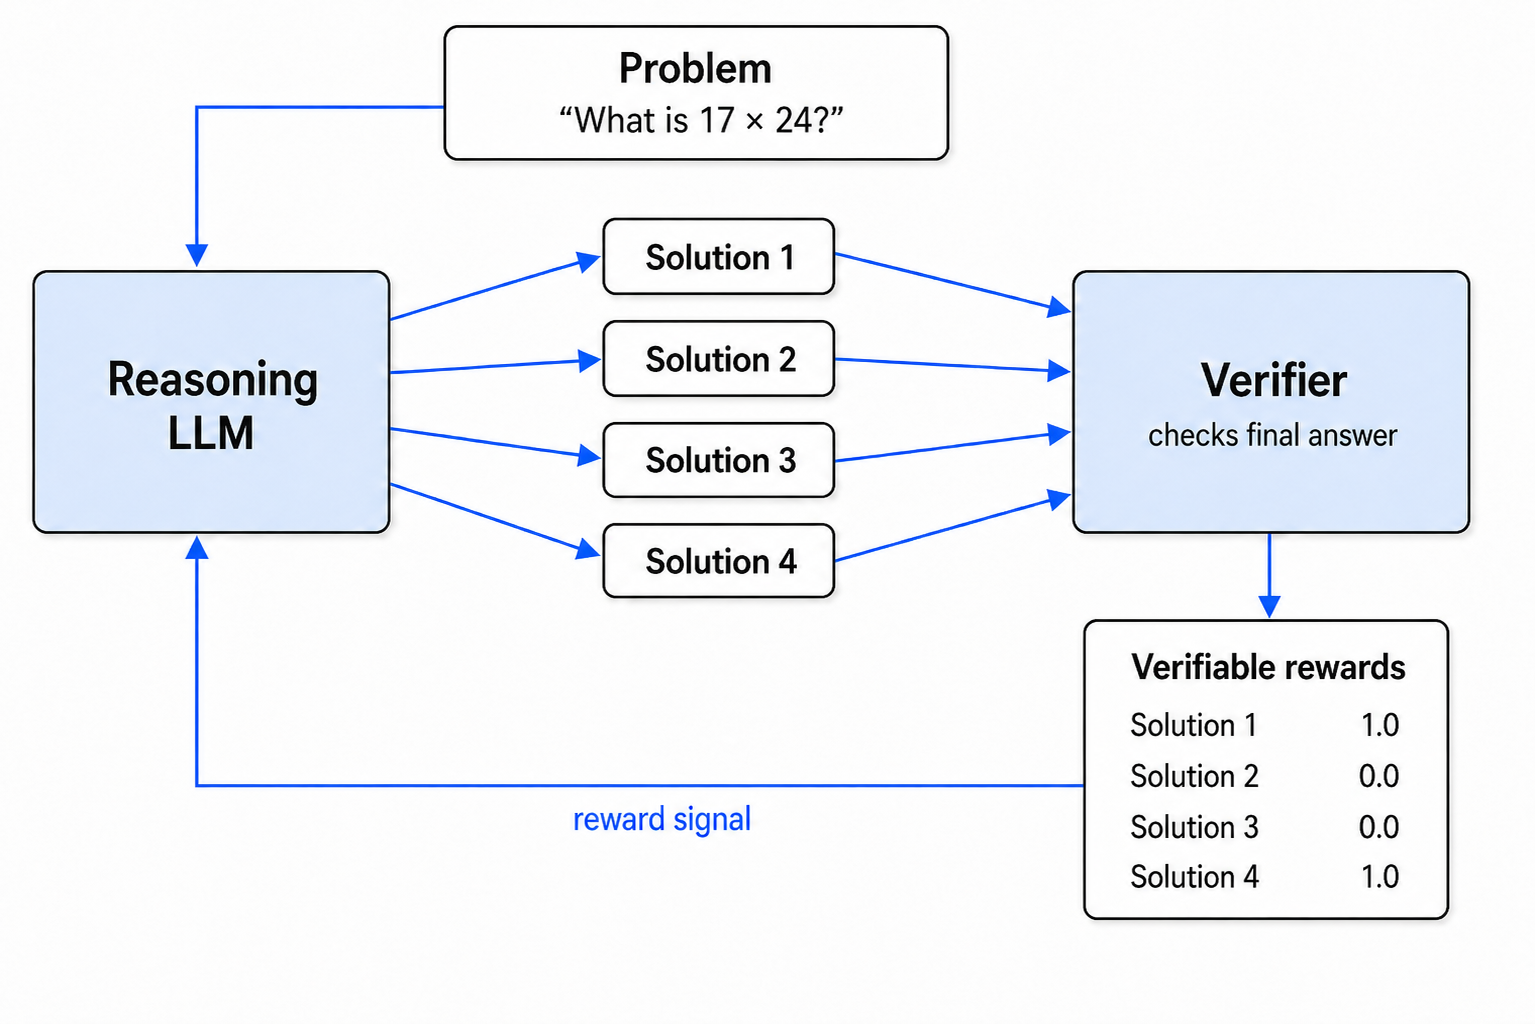 Problem
“What is 17 × 24?”
Reasoning
LLM
Solution 1
Solution 2
Solution 3
Solution 4
Verifier
checks final answer
Verifiable rewards
Solution 1 1.0
Solution 2 0.0
Solution 3 0.0
Solution 4 1.0
reward signal